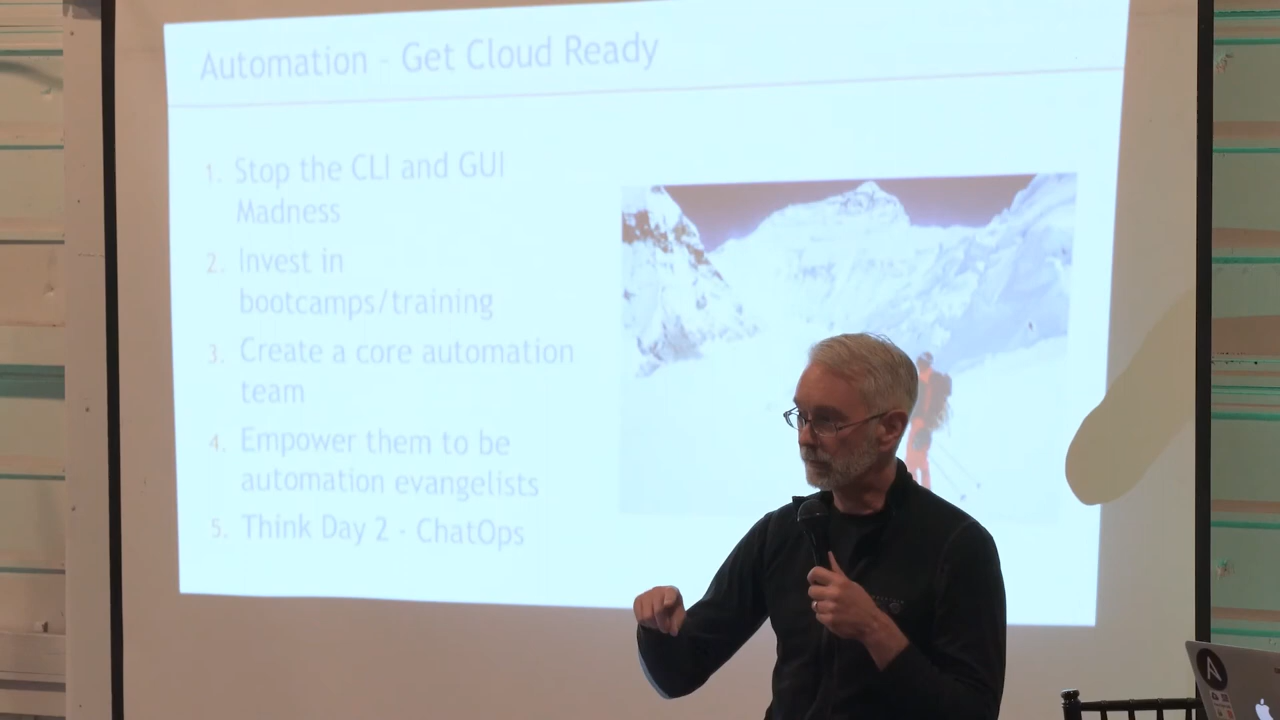 Automation - Get Cloud Ready
1. Stop the CLI and GUI
Madness
2. Invest in
bootcamps/training
3. Create a core automation
team
4. Empower them to be
automation evangelists
5. Think Day 2 - ChatOps